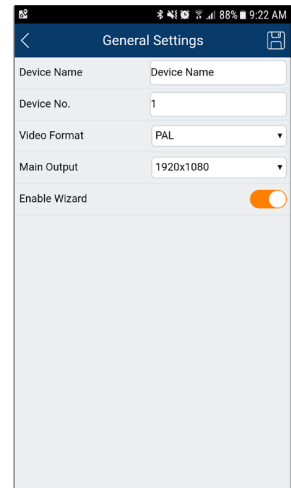 88% 9:22 AM
General Settings
Device Name Device Name
Device No. 1
Video Format PAL
Main Output 1920x1080
Enable Wizard